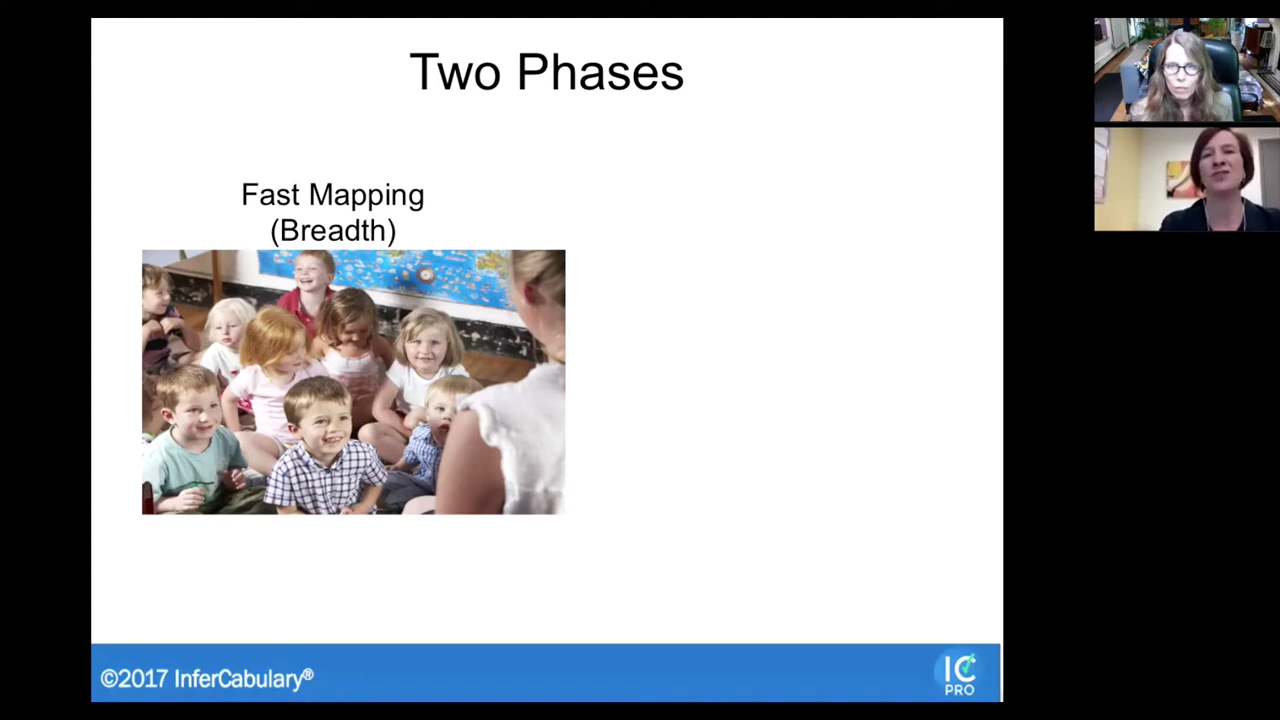 Two Phases
Fast Mapping
(Breadth)
©2017 InferCabulary®
IC
PRO